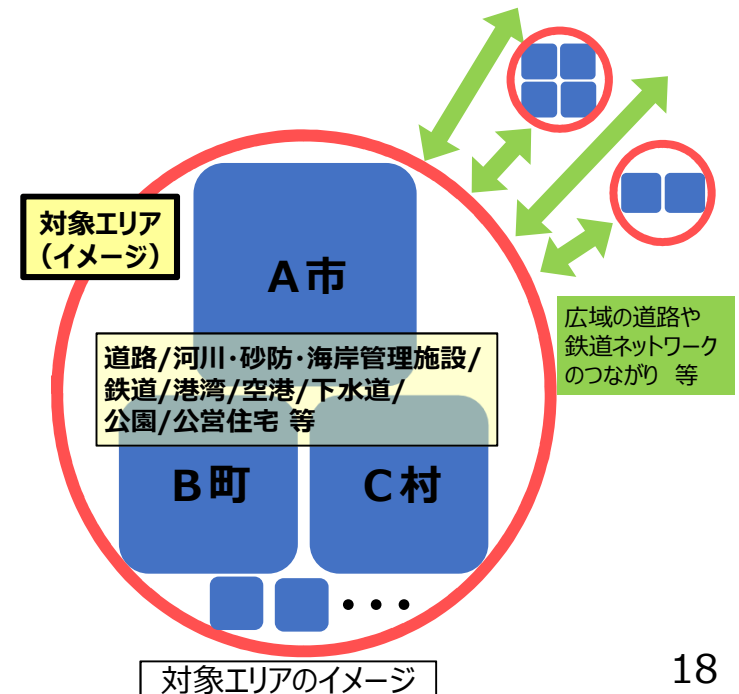 対象エリア
(イメージ)
A市
道路/河川・砂防・海岸管理施設/
鉄道/港湾/空港/下水道/
公園/公営住宅 等
B町
C村
・・・
広域の道路や
鉄道ネットワーク
のつながり 等
対象エリアのイメージ
18